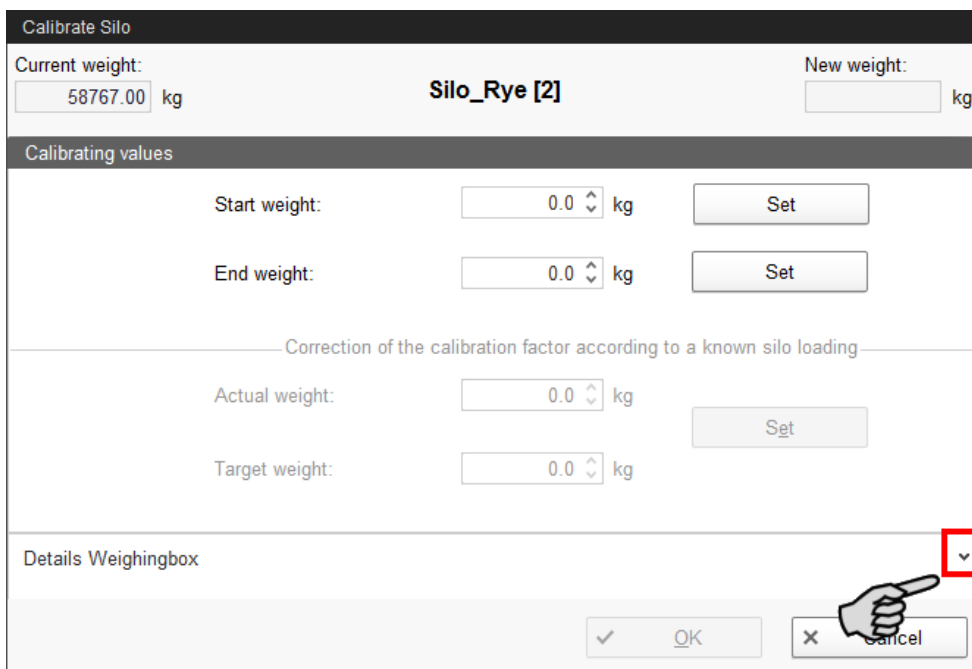 Calibrate Silo
Current weight:
New weight:
58767.00 kg
Silo_Rye [2]
kg
Calibrating values
Start weight: 0.0 kg Set
End weight: 0.0 kg Set
Correction of the calibration factor according to a known silo loading
Actual weight: 0.0 kg
Set
Target weight: 0.0 kg
Details Weighingbox
OK
Cancel